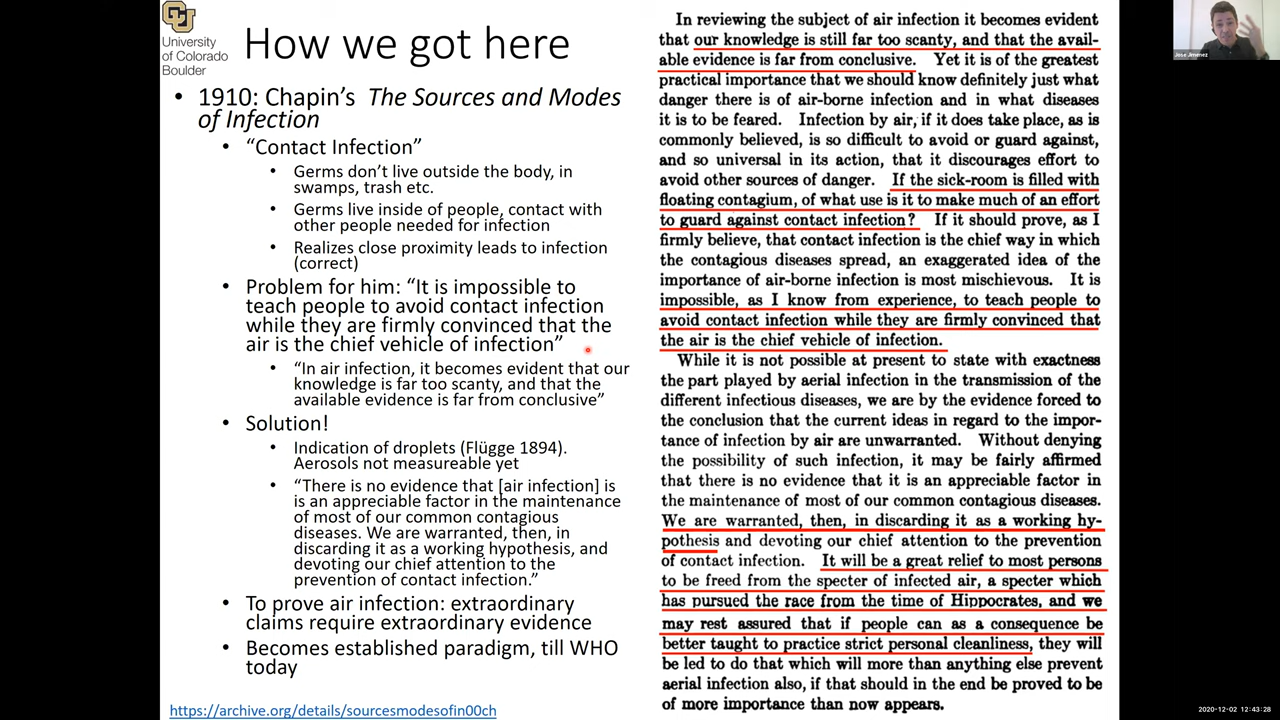 University
of Colorado
Boulder
How we got here
• 1910: Chapin’s The Sources and Modes
of Infection
• “Contact Infection”
• Germs don’t live outside the body, in
swamps, trash etc.
• Germs live inside of people, contact with
other people needed for infection
• Realizes close proximity leads to infection
(correct)
• Problem for him: “It is impossible to
teach people to avoid contact infection
while they are firmly convinced that the
air is the chief vehicle of infection”
• “In air infection, it becomes evident that our
knowledge is far too scanty, and that the
available evidence is far from conclusive”
• Solution!
• Indication of droplets (Flügge 1894).
Aerosols not measureable yet
• “There is no evidence that [air infection] is
is an appreciable factor in the maintenance
of most of our common contagious
diseases. We are warranted, then, in
discarding it as a working hypothesis, and
devoting our chief attention to the
prevention of contact infection.”
• To prove air infection: extraordinary
claims require extraordinary evidence
• Becomes established paradigm, till WHO
today
https://archive.org/details/sourcesmodesofin00ch
In reviewing the subject of air infection it becomes evident
that our knowledge is still far too scanty, and that the avail-
able evidence is far from conclusive. Yet it is of the greatest
practical importance that we should know definitely just what
danger there is of air-borne infection and in what diseases
it is to be feared. Infection by air, if it does take place, as is
commonly believed, is so difficult to avoid or guard against,
and so universal in its action, that it discourages effort to
avoid other sources of danger. If the sick-room is filled with
floating contagium, of what use is it to make much of an effort
to guard against contact infection? If it should prove, as I
firmly believe, that contact infection is the chief way in which
the contagious diseases spread, an exaggerated idea of the
importance of air-borne infection is most mischievous. It is
impossible, as I know from experience, to teach people to
avoid contact infection while they are firmly convinced that
the air is the chief vehicle of infection.
While it is not possible at present to state with exactness
the part played by aerial infection in the transmission of the
different infectious diseases, we are by the evidence forced to
the conclusion that the current ideas in regard to the impor-
tance of infection by air are unwarranted. Without denying
the possibility of such infection, it may be fairly affirmed
that there is no evidence that it is an appreciable factor in
the maintenance of most of our common contagious diseases.
We are warranted, then, in discarding it as a working hy-
pothesis and devoting our chief attention to the prevention
of contact infection. It will be a great relief to most persons
to be freed from the specter of infected air, a specter which
has pursued the race from the time of Hippocrates, and we
may rest assured that if people can as a consequence be
better taught to practice strict personal cleanliness, they will
be led to do that which will more than anything else prevent
aerial infection also, if that should in the end be proved to be
of more importance than now appears.
Jose Jimenez
2020-12-02 12:43:28